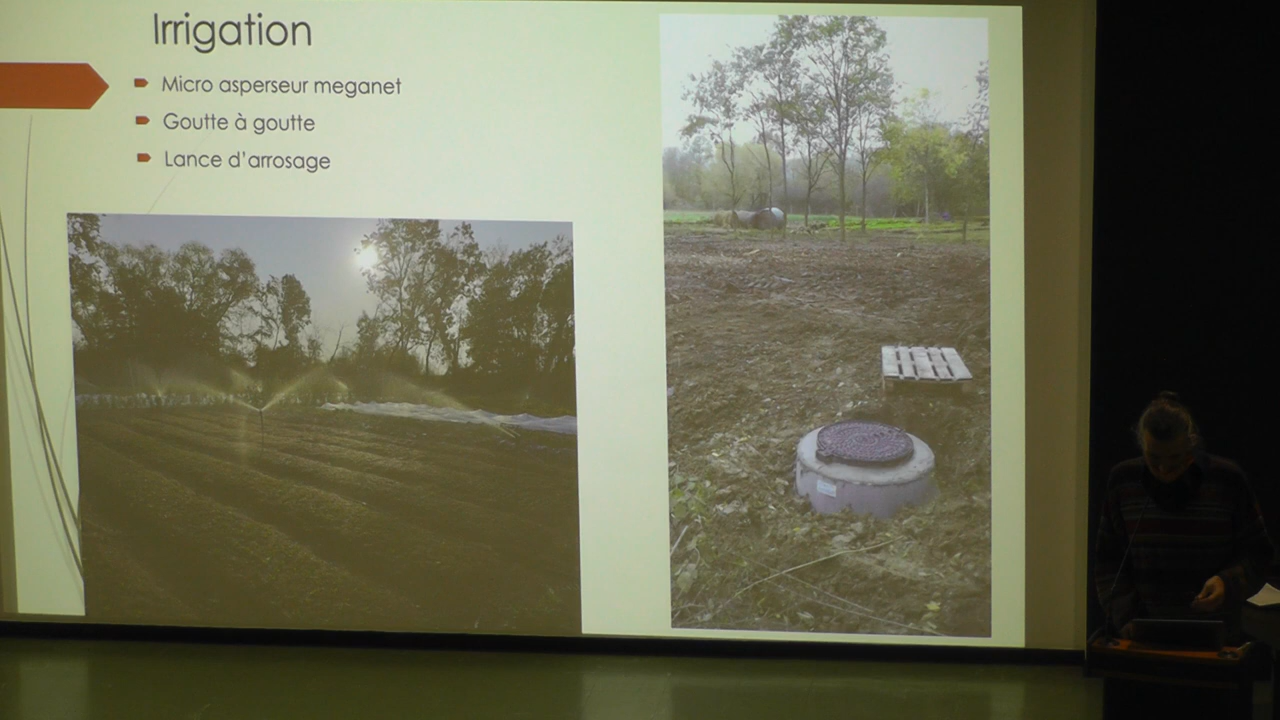 Irrigation
Micro asperseur meganet
Goutte à goutte
Lance d'arrosage